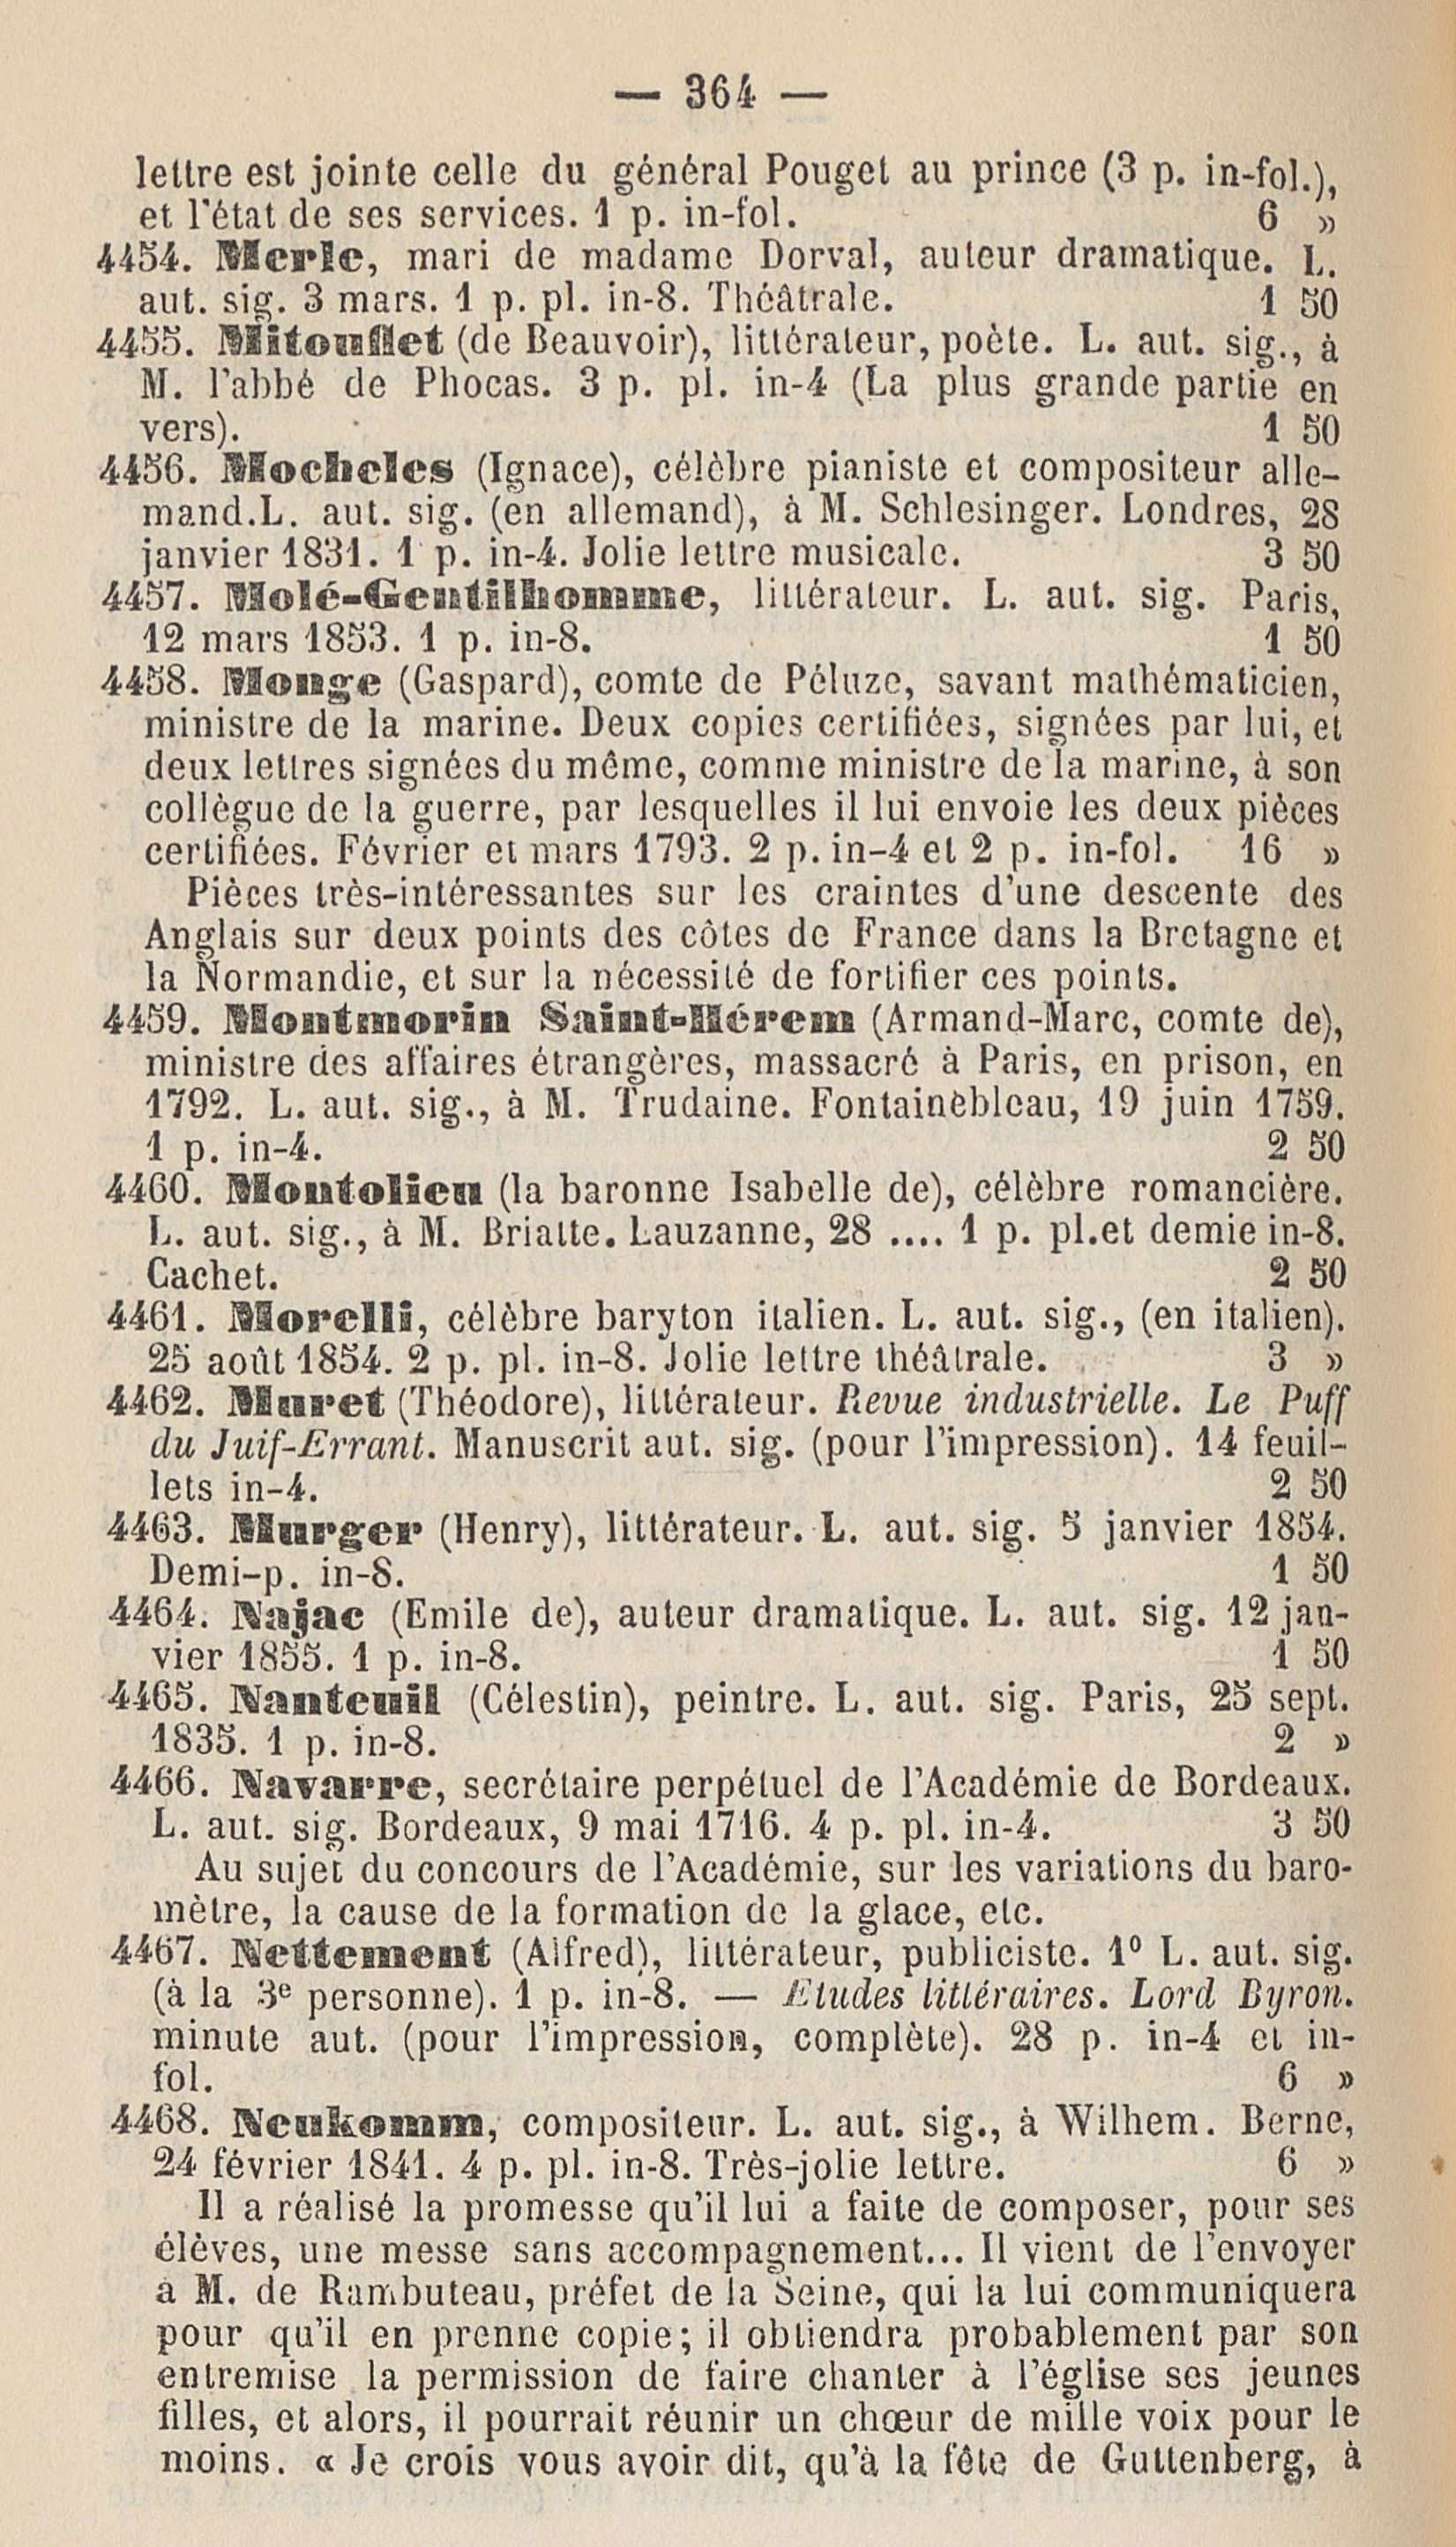 — 364 —
lettre est jointe celle du général Pouget au prince (3 p. in-fol.),
et l'état de ses services. 1 p. in-fol. 6 »
4454. Merle, mari de madame Dorval, auteur dramatique. L.
aut. sig. 3 mars. 1 p. pl. in-8. Théâtrale. 1 50
4455. Mitouflet (de Beauvoir), littérateur, poète. L. aut. sig., à
M. l'abbé de Phocas. 3 p. pl. in-4 (La plus grande partie en
vers). 1 50
4456. Mocheles (Ignace), célèbre pianiste et compositeur alle-
mand.L. aut. sig. (en allemand), à M. Schlesinger. Londres, 28
janvier 1831. 1 p. in-4. Jolie lettre musicale. 3 50
4457. Molé-Gentilhomme, littérateur. L. aut. sig. Paris,
12 mars 1853. 1 p. in-8. 1 50
4458. Monge (Gaspard), comte de Péluze, savant mathématicien,
ministre de la marine. Deux copies certifiées, signées par lui, et
deux lettres signées du même, comme ministre de la marine, à son
collègue de la guerre, par lesquelles il lui envoie les deux pièces
certifiées. Février et mars 1793. 2 p. in-4 et 2 p. in-fol. 16 »
Pièces très-intéressantes sur les craintes d'une descente des
Anglais sur deux points des côtes de France dans la Bretagne et
la Normandie, et sur la nécessité de fortifier ces points.
4459. Montmorin Saint-Hérem (Armand-Marc, comte de),
ministre des affaires étrangères, massacré à Paris, en prison, en
1792. L. aut. sig., à M. Trudaine. Fontainebleau, 19 juin 1759.
1 p. in-4. 2 50
4460. Montolieu (la baronne Isabelle de), célèbre romancière.
L. aut. sig., à M. Briatte. Lauzanne, 28 .... 1 p. pl.et demie in-8.
Cachet. 2 50
4461. Morelli, célèbre baryton italien. L. aut. sig., (en italien).
25 août 1854. 2 p. pl. in-8. Jolie lettre théâtrale. 3 »
4462. Muret (Théodore), littérateur. Revue industrielle. Le Puff
du Juif-Errant. Manuscrit aut. sig. (pour l'impression). 14 feuil-
lets in-4. 2 50
4463. Murger (Henry), littérateur. L. aut. sig. 5 janvier 1854.
Demi-p. in-8. 1 50
4464. Najac (Emile de), auteur dramatique. L. aut. sig. 12 jan-
vier 1855. 1 p. in-8. 1 50
4465. Nanteuil (Célestin), peintre. L. aut. sig. Paris, 25 sept.
1835. 1 p. in-8. 2 »
4466. Navarre, secrétaire perpétuel de l'Académie de Bordeaux.
L. aut. sig. Bordeaux, 9 mai 1716. 4 p. pl. in-4. 3 50
Au sujet du concours de l'Académie, sur les variations du baro-
mètre, la cause de la formation de la glace, etc.
4467. Nettement (Alfred), littérateur, publiciste. 1º L. aut. sig.
(à la 3e personne). 1 p. in-8. — Etudes littéraires. Lord Byron.
minute aut. (pour l'impression, complète). 28 p. in-4 et in-
fol. 6 »
4468. Neukomm, compositeur. L. aut. sig., à Wilhem. Berne,
24 février 1841. 4 p. pl. in-8. Très-jolie lettre. 6 »
Il a réalisé la promesse qu'il lui a faite de composer, pour ses
élèves, une messe sans accompagnement... Il vient de l'envoyer
à M. de Rambuteau, préfet de la Seine, qui la lui communiquera
pour qu'il en prenne copie; il obtiendra probablement par son
entremise la permission de faire chanter à l'église ses jeunes
filles, et alors, il pourrait réunir un chœur de mille voix pour le
moins. « Je crois vous avoir dit, qu'à la fête de Guttenberg, à